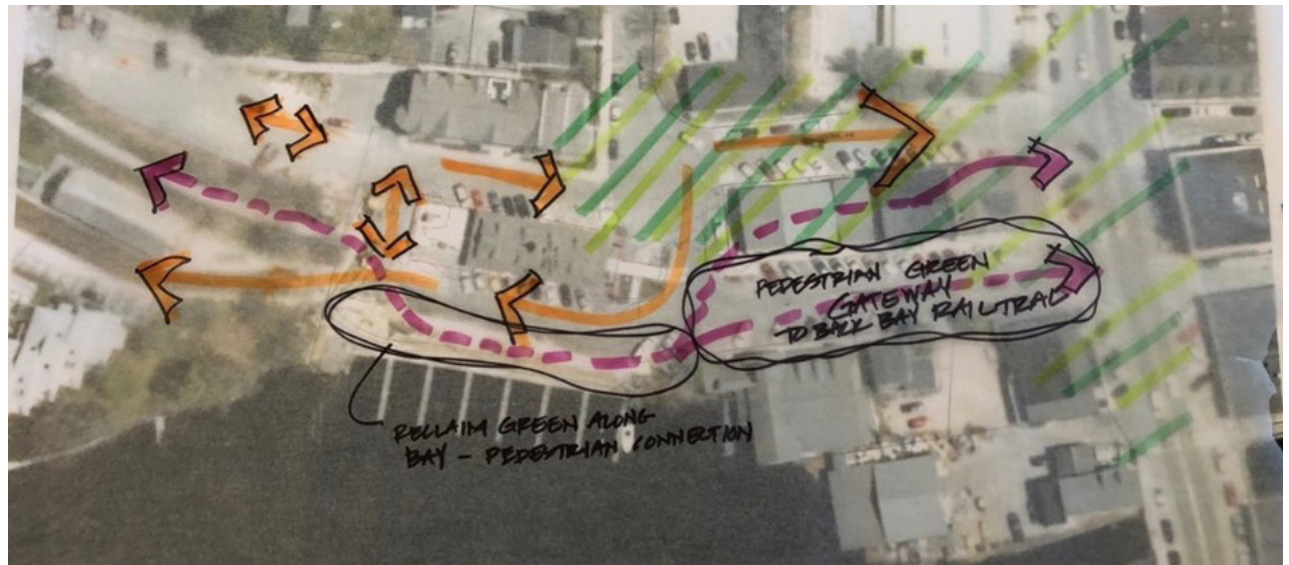 PEDESTRIAN GREEN
GATEWAY
TO BACK BAY RAILTRAIL
RECLAIM GREEN ALONG
BAY - PEDESTRIAN CONNECTION